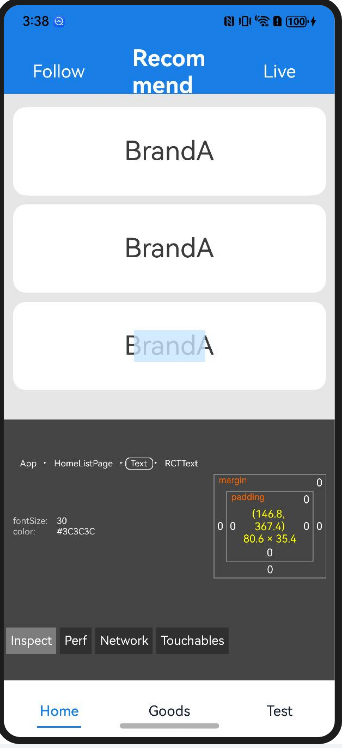 3:38 100
Follow Recom
mend Live
BrandA
BrandA
BrandA
App • HomeListPage • Text • RCTText
margin 0
padding 0
fontSize: 30
color: #3C3C3C
0 0 (146.8, 367.4) 0 0
80.6 × 35.4
0
0
Inspect Perf Network Touchables
Home Goods Test